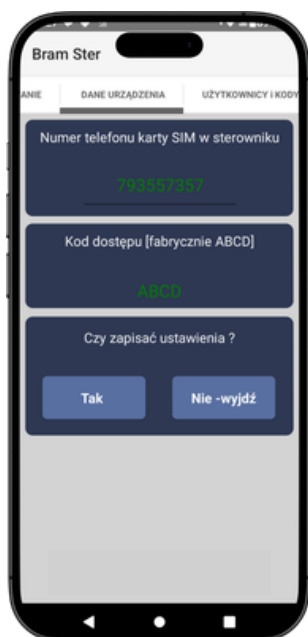 Bram Ster
ANIE DANE URZĄDZENIA UŻYTKOWNICY i KODY
Numer telefonu karty SIM w sterowniku
793557357
Kod dostępu [fabrycznie ABCD]
ABCD
Czy zapisać ustawienia ?
Tak Nie -wyjdź